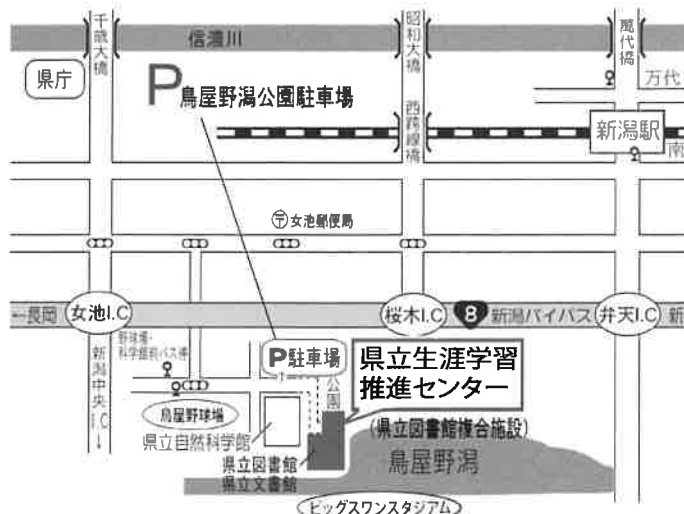 千歳大橋
昭和大橋
萬代橋
信濃川
県庁
P鳥屋野潟公園駐車場
万代
西跨線橋
新潟駅
南
〒女池郵便局
←長岡
女池I.C
桜木I.C
8
新潟バイパス
弁天I.C
新
野球場・
科学館前バス停
新潟中央I.C→
P駐車場
公園
県立生涯学習
推進センター
(県立図書館複合施設)
鳥屋野球場
県立自然科学館
県立図書館
県立文書館
鳥屋野潟
ビッグスワンスタジアム